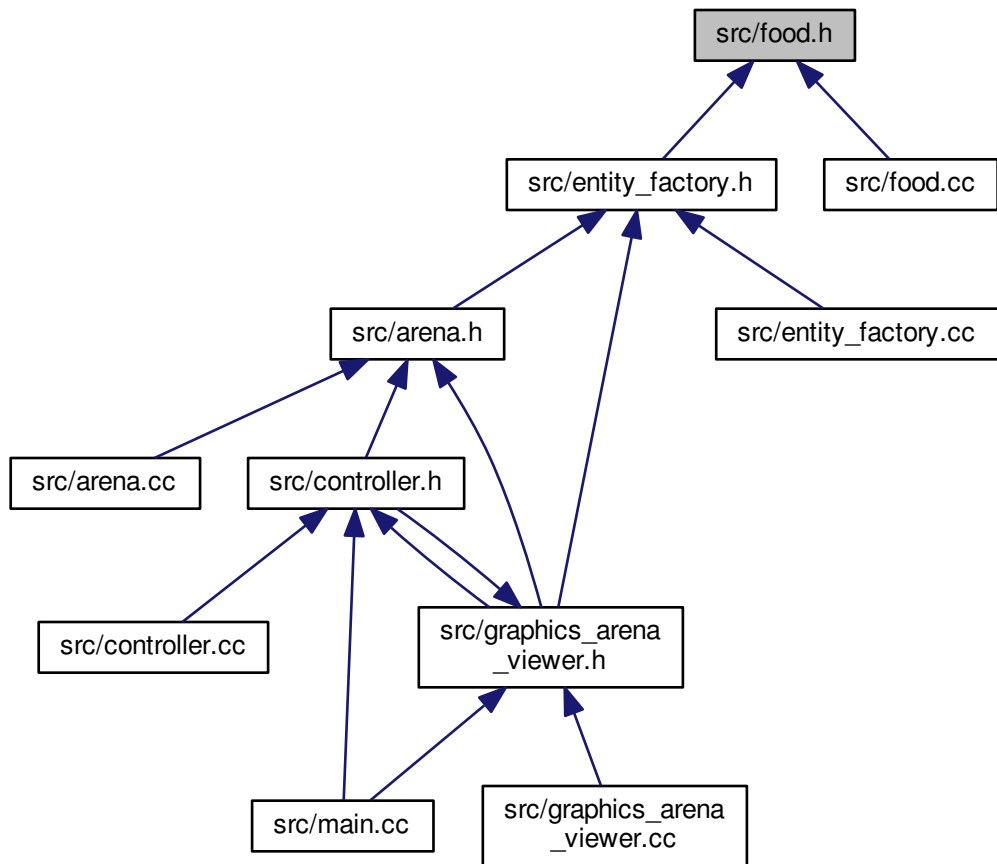 src/food.h
src/entity_factory.h
src/food.cc
src/arena.h
src/entity_factory.cc
src/arena.cc
src/controller.h
src/controller.cc
src/graphics_arena
_viewer.h
src/main.cc
src/graphics_arena
_viewer.cc